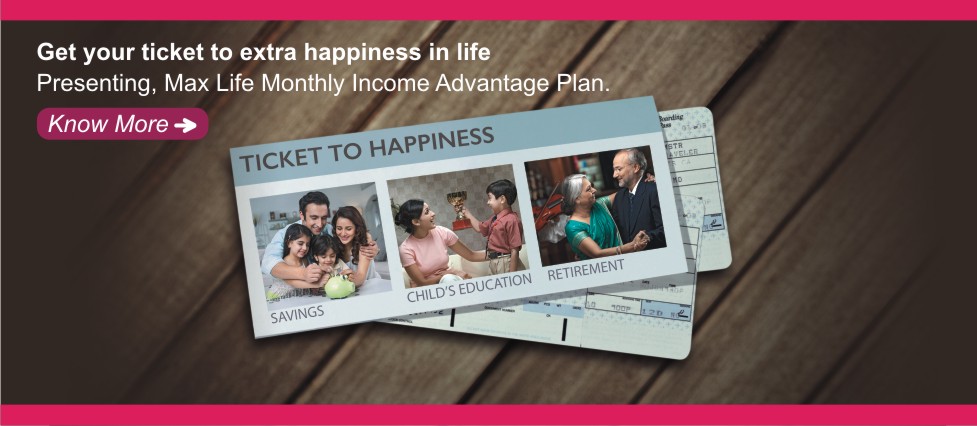 Get your ticket to extra happiness in life
Presenting, Max Life Monthly Income Advantage Plan.
Know More
TICKET TO HAPPINESS
SAVINGS
CHILD'S EDUCATION
RETIREMENT